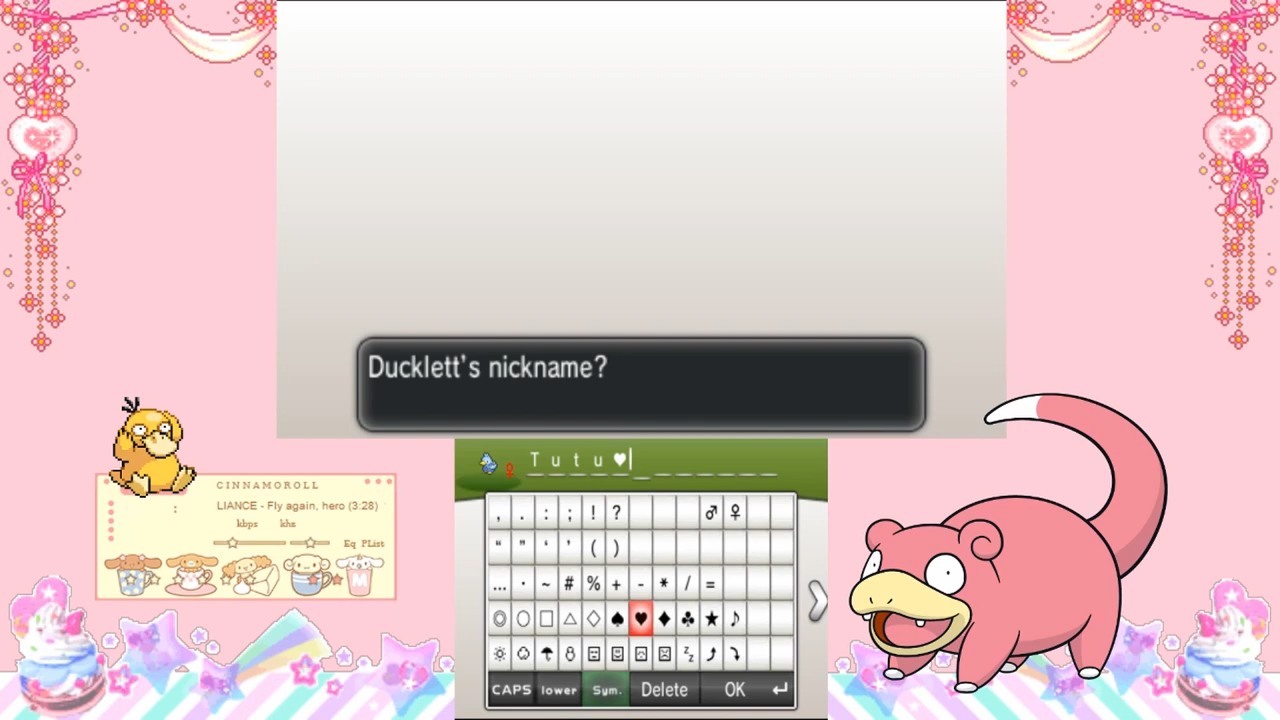 Ducklett's nickname?
Tutu♥
, . : ; ! ? ♂ ♀
“ ” ‘ ’ ( )
... · ~ # % + - * / =
◎ ○ □ △ ◇ ♠ ♥ ♦ ♣ ★ ♪
zz
CAPS lower Sym. Delete OK
CINNAMOROLL
: LIANCE - Fly again, hero (3:28)
kbps khz
Eq PList
M